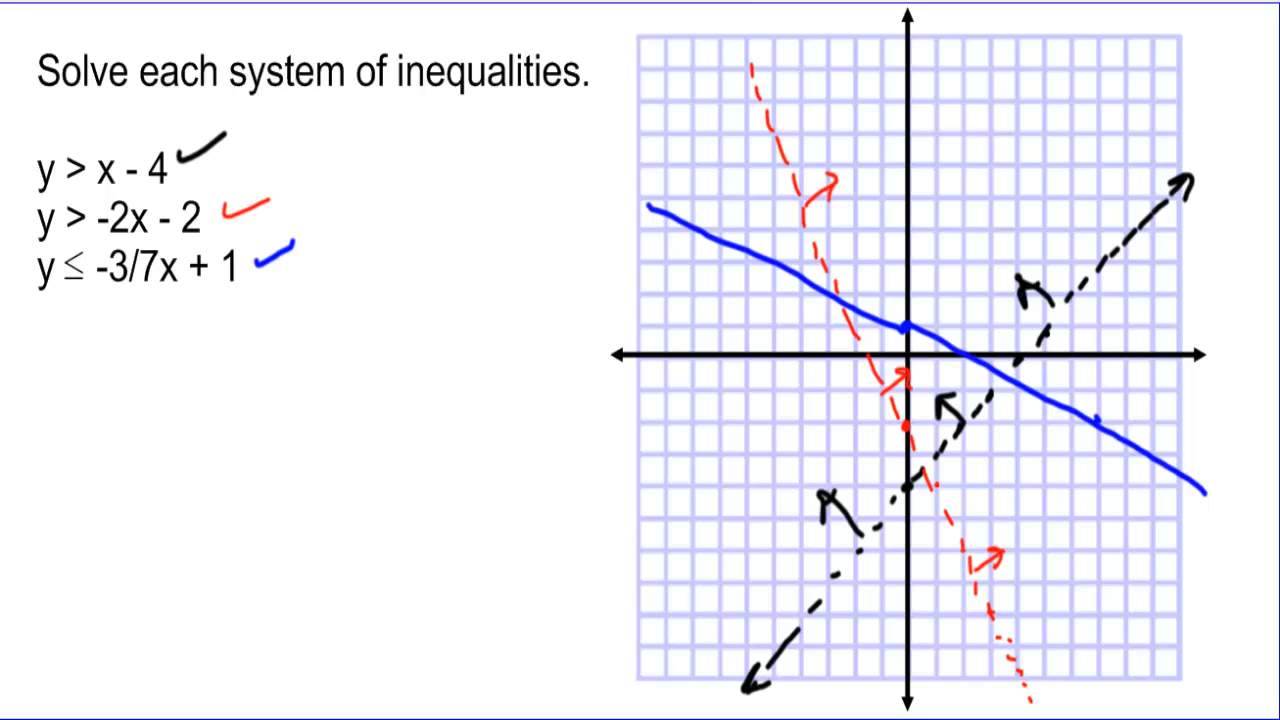 Solve each system of inequalities.
y > x - 4
y > -2x - 2
y ≤ -3/7x + 1